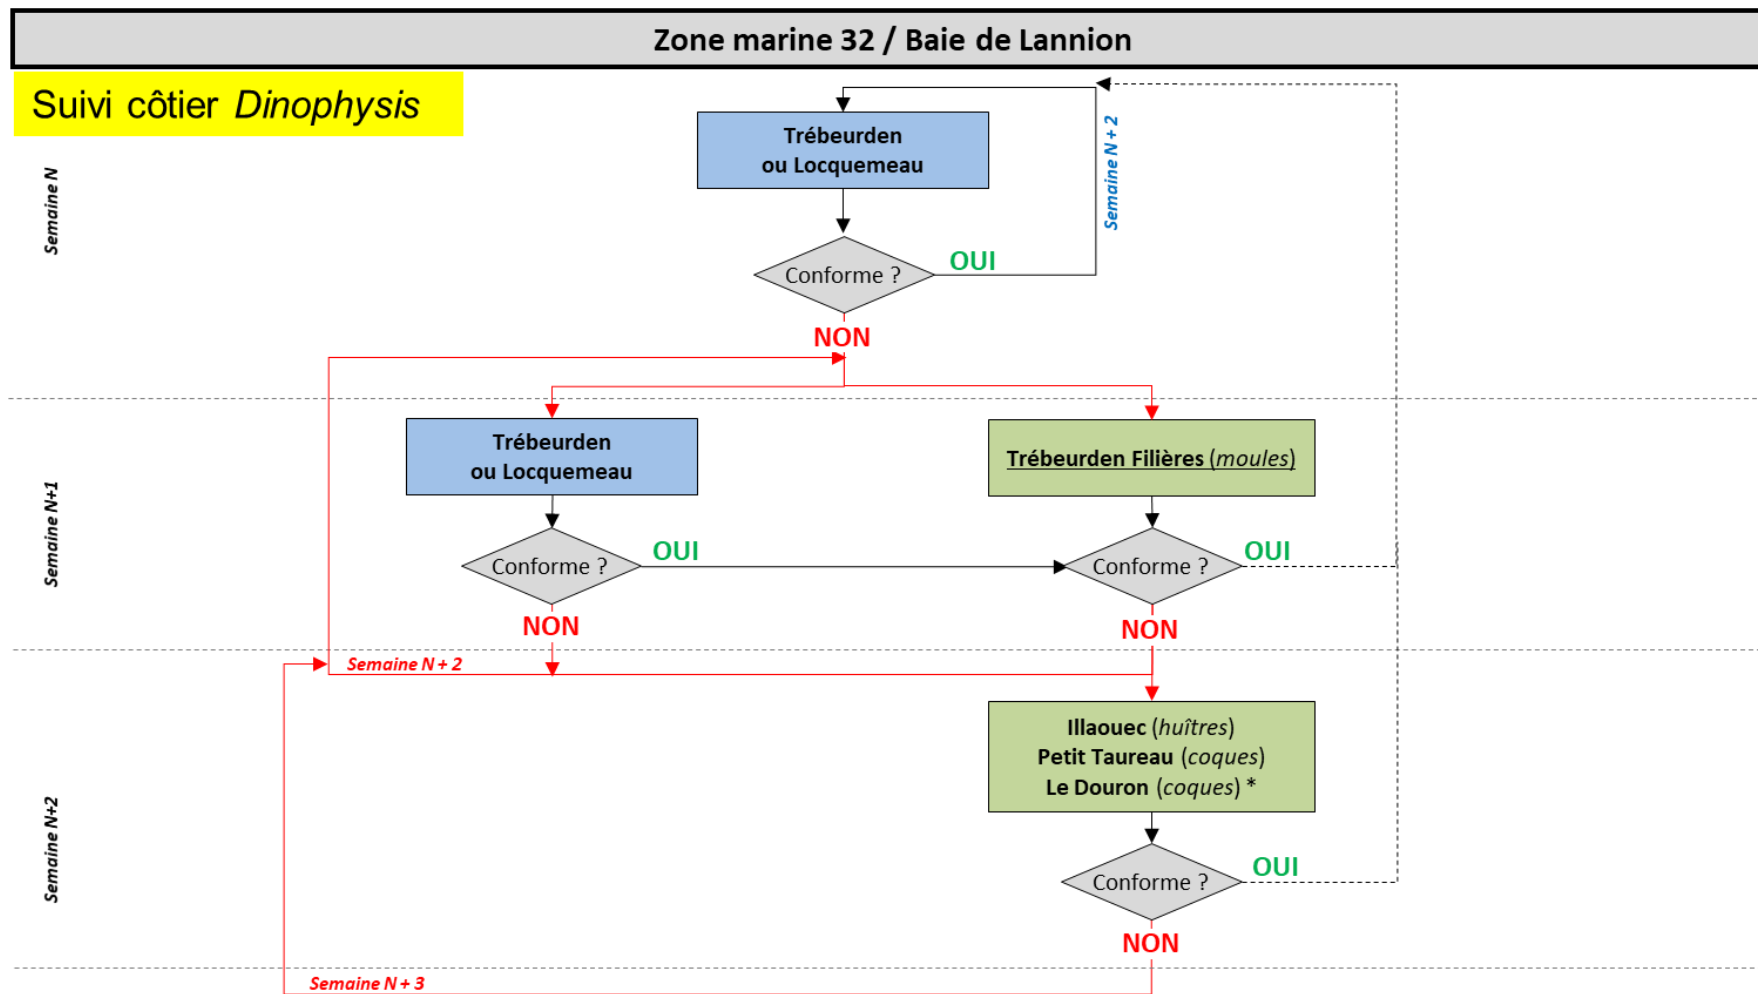 Zone marine 32 / Baie de Lannion
Suivi côtier Dinophysis
Semaine N
Trébeurden
ou Locquemeau
Semaine N + 2
Conforme ?
OUI
NON
Semaine N+1
Trébeurden
ou Locquemeau
Trébeurden Filières (moules)
Conforme ?
OUI
Conforme ?
OUI
NON
NON
Semaine N + 2
Semaine N+2
Illaouec (huîtres)
Petit Taureau (coques)
Le Douron (coques) *
Conforme ?
OUI
NON
Semaine N + 3